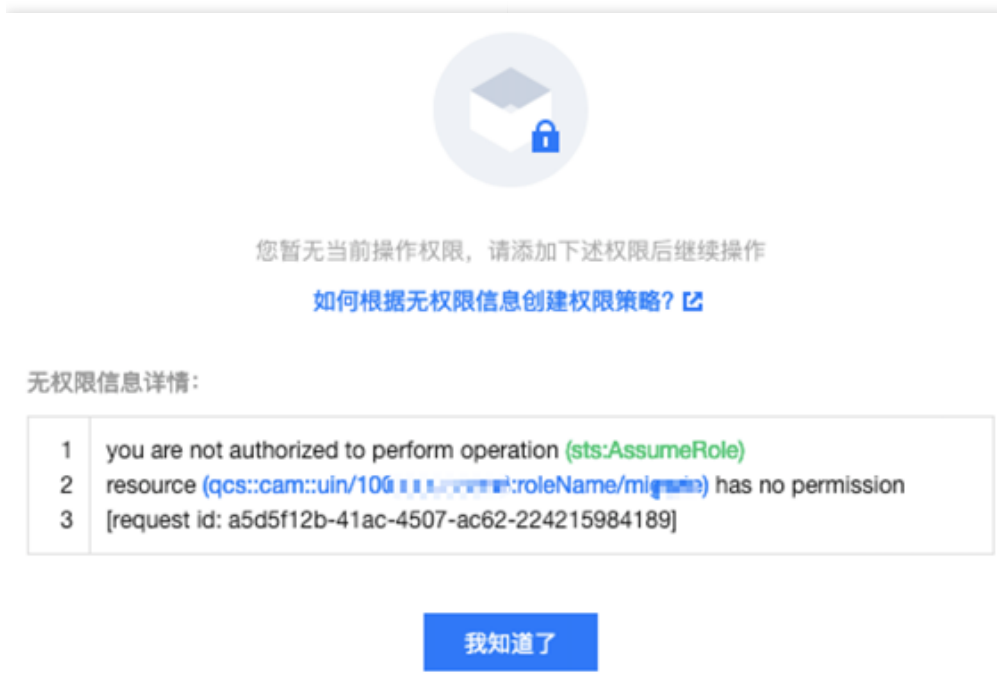 您暂无当前操作权限，请添加下述权限后继续操作
如何根据无权限信息创建权限策略？
无权限信息详情：
1 you are not authorized to perform operation (sts:AssumeRole)
2 resource (qcs::cam::uin/100 :roleName/mi ) has no permission
3 [request id: a5d5f12b-41ac-4507-ac62-224215984189]
我知道了